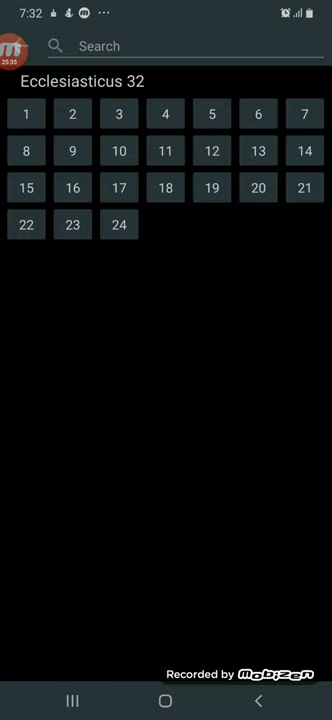 7:32
Search
25:35
Ecclesiasticus 32
1 2 3 4 5 6 7
8 9 10 11 12 13 14
15 16 17 18 19 20 21
22 23 24
Recorded by mobizen